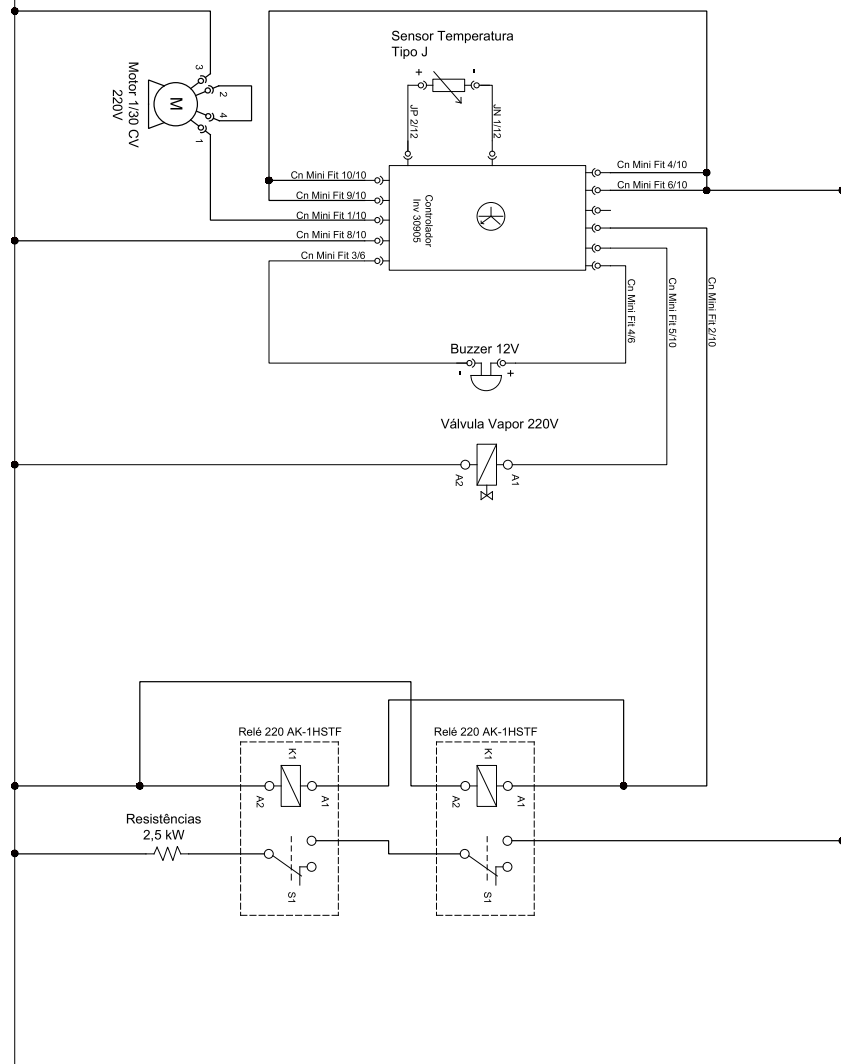 Sensor Temperatura
Tipo J
+ -
JP 2/12
JN 1/12
Motor 1/30 CV
220V
M
3
2
4
1
Cn Mini Fit 10/10
Cn Mini Fit 9/10
Cn Mini Fit 1/10
Cn Mini Fit 8/10
Cn Mini Fit 3/6
Controlador
Inv 30905
Cn Mini Fit 4/10
Cn Mini Fit 6/10
Cn Mini Fit 4/6
Cn Mini Fit 5/10
Cn Mini Fit 2/10
Buzzer 12V
- +
Válvula Vapor 220V
A2
A1
Relé 220 AK-1HSTF
K1
A2
A1
S1
Relé 220 AK-1HSTF
K1
A2
A1
S1
Resistências
2,5 kW